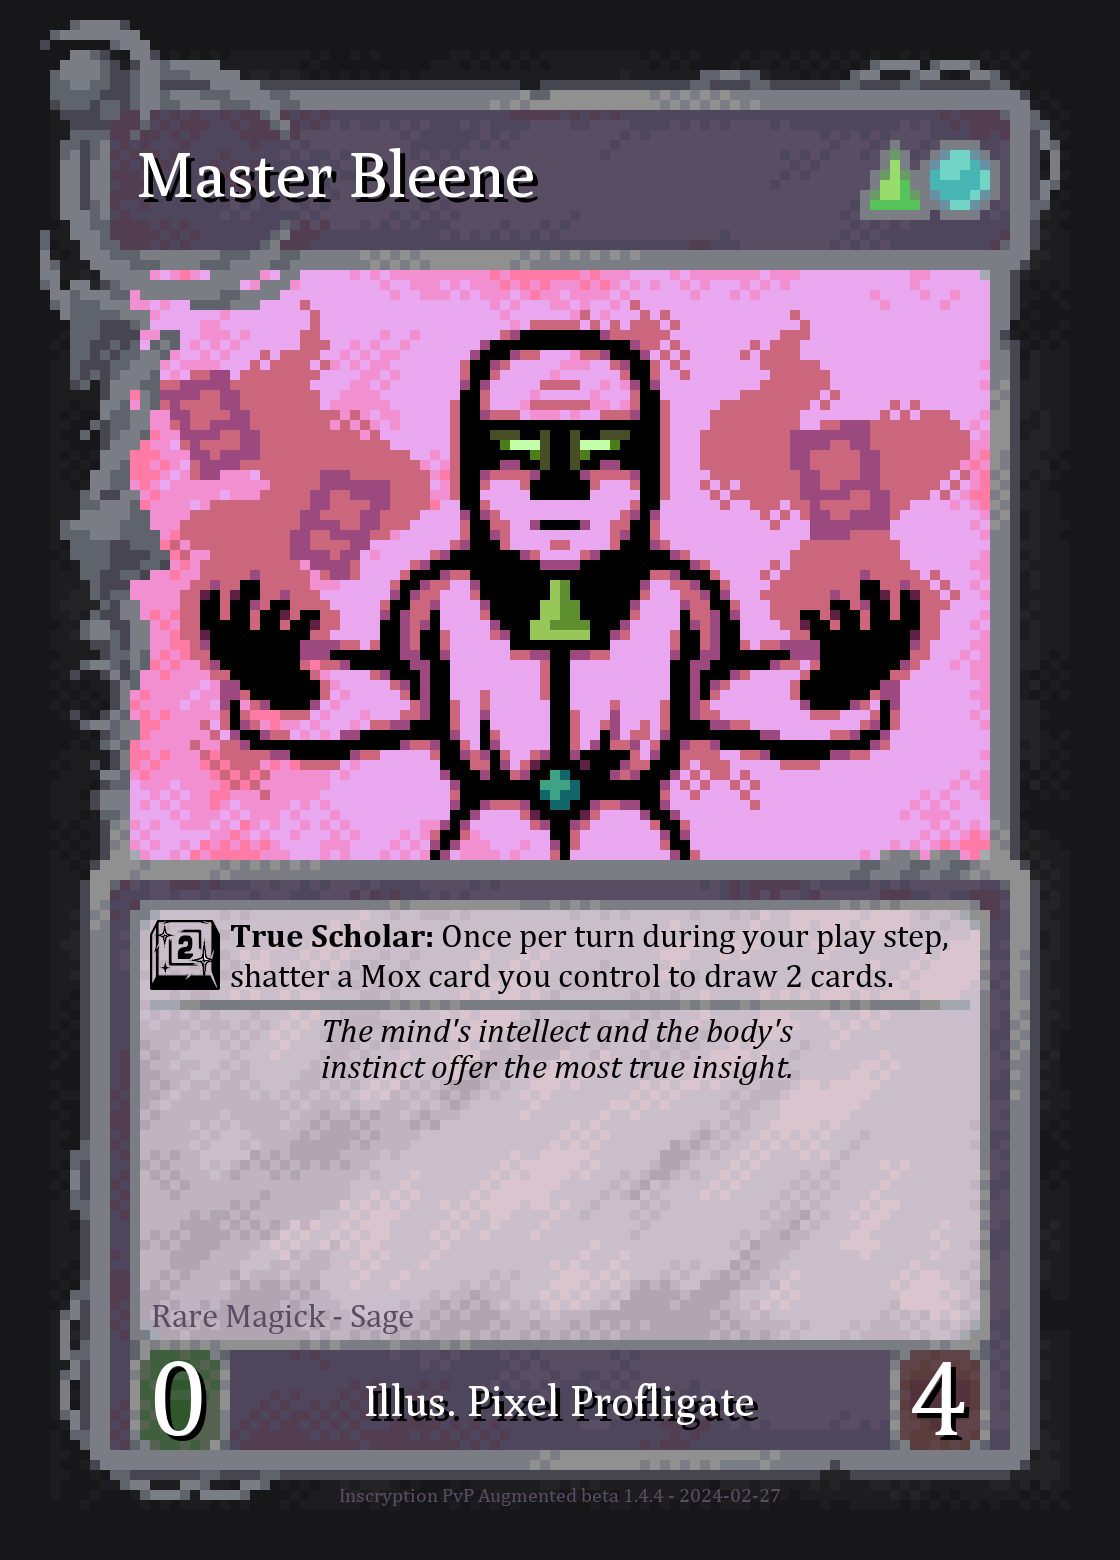 Master Bleene
2
True Scholar: Once per turn during your play step,
shatter a Mox card you control to draw 2 cards.
The mind's intellect and the body's
instinct offer the most true insight.
Rare Magick - Sage
0
Illus. Pixel Profligate
4
Inscryption PvP Augmented beta 1.4.4 - 2024-02-27